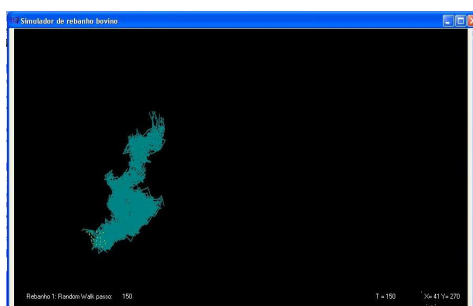 Simulador de rebanho bovino
Rebanho 1: Random Walk passo: 150 T = 150 X= 41 Y= 270